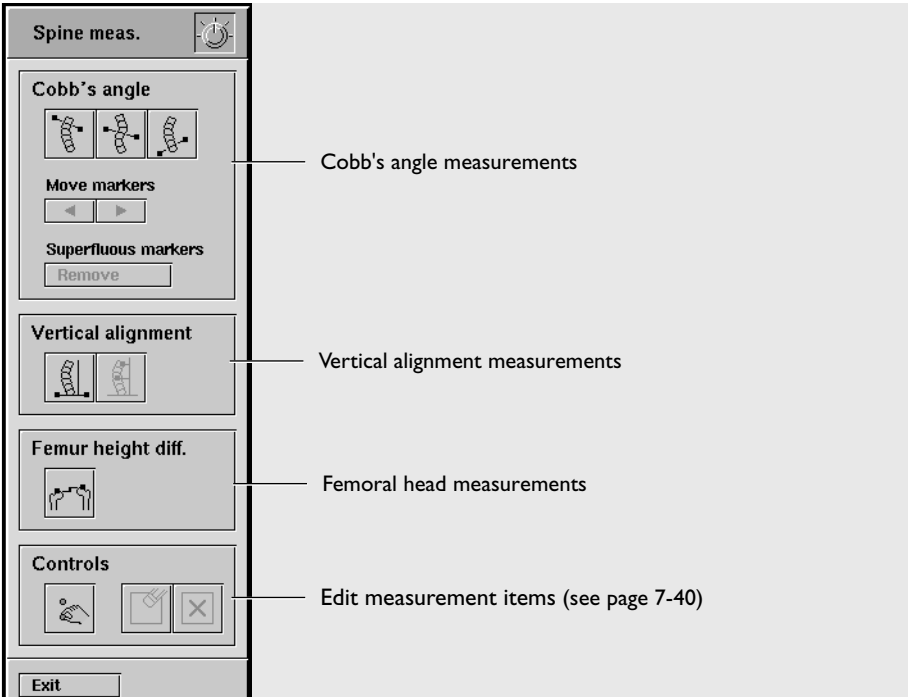 Spine meas.
Cobb's angle
Cobb's angle measurements
Move markers
Superfluous markers
Remove
Vertical alignment
Vertical alignment measurements
Femur height diff.
Femoral head measurements
Controls
Edit measurement items (see page 7-40)
Exit